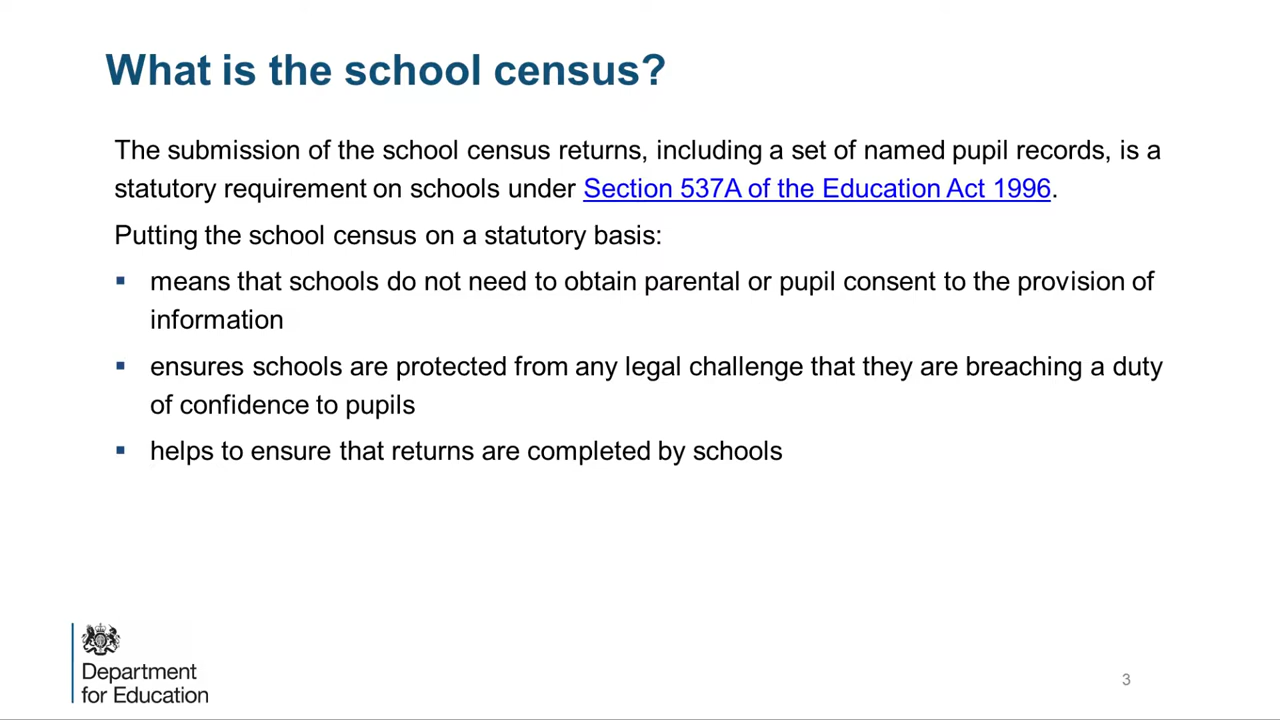 What is the school census?
The submission of the school census returns, including a set of named pupil records, is a
statutory requirement on schools under Section 537A of the Education Act 1996.
Putting the school census on a statutory basis:
▪ means that schools do not need to obtain parental or pupil consent to the provision of
information
▪ ensures schools are protected from any legal challenge that they are breaching a duty
of confidence to pupils
▪ helps to ensure that returns are completed by schools
Department
for Education
3